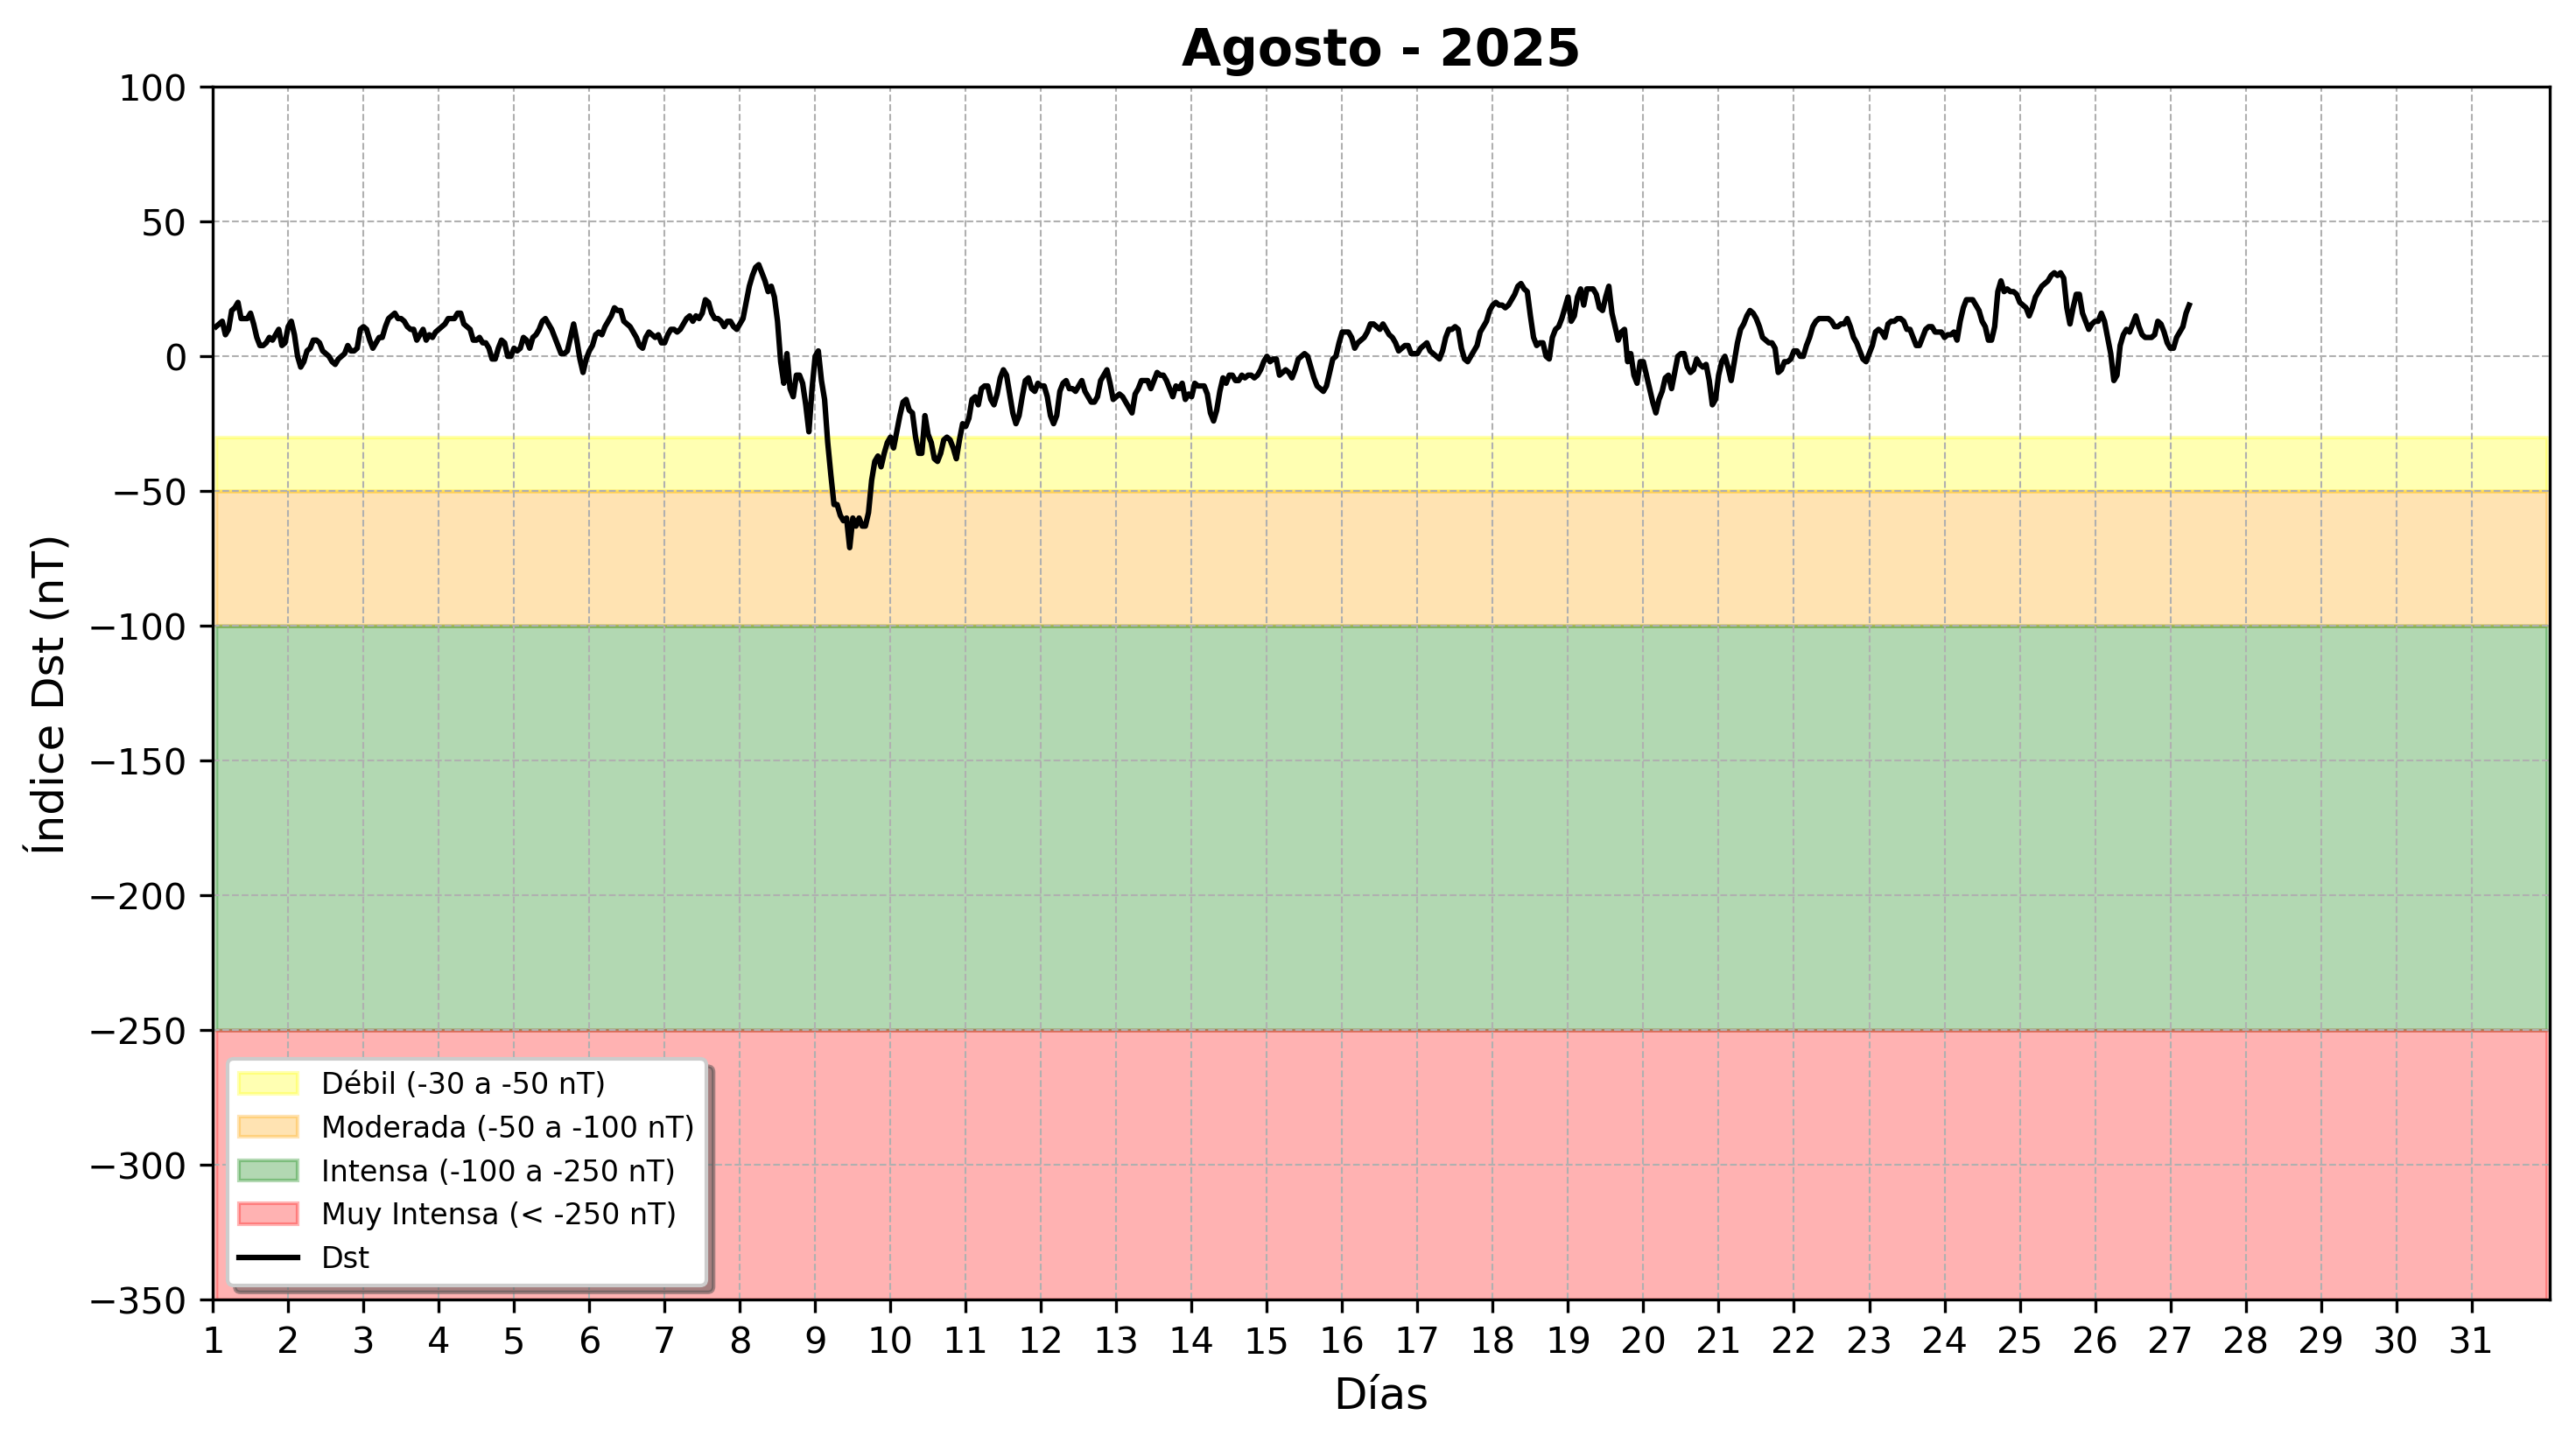 Agosto - 2025
100
50
0
−50
−100
−150
−200
−250
−300
−350
Índice Dst (nT)
Débil (-30 a -50 nT)
Moderada (-50 a -100 nT)
Intensa (-100 a -250 nT)
Muy Intensa (< -250 nT)
Dst
1 2 3 4 5 6 7 8 9 10 11 12 13 14 15 16 17 18 19 20 21 22 23 24 25 26 27 28 29 30 31
Días